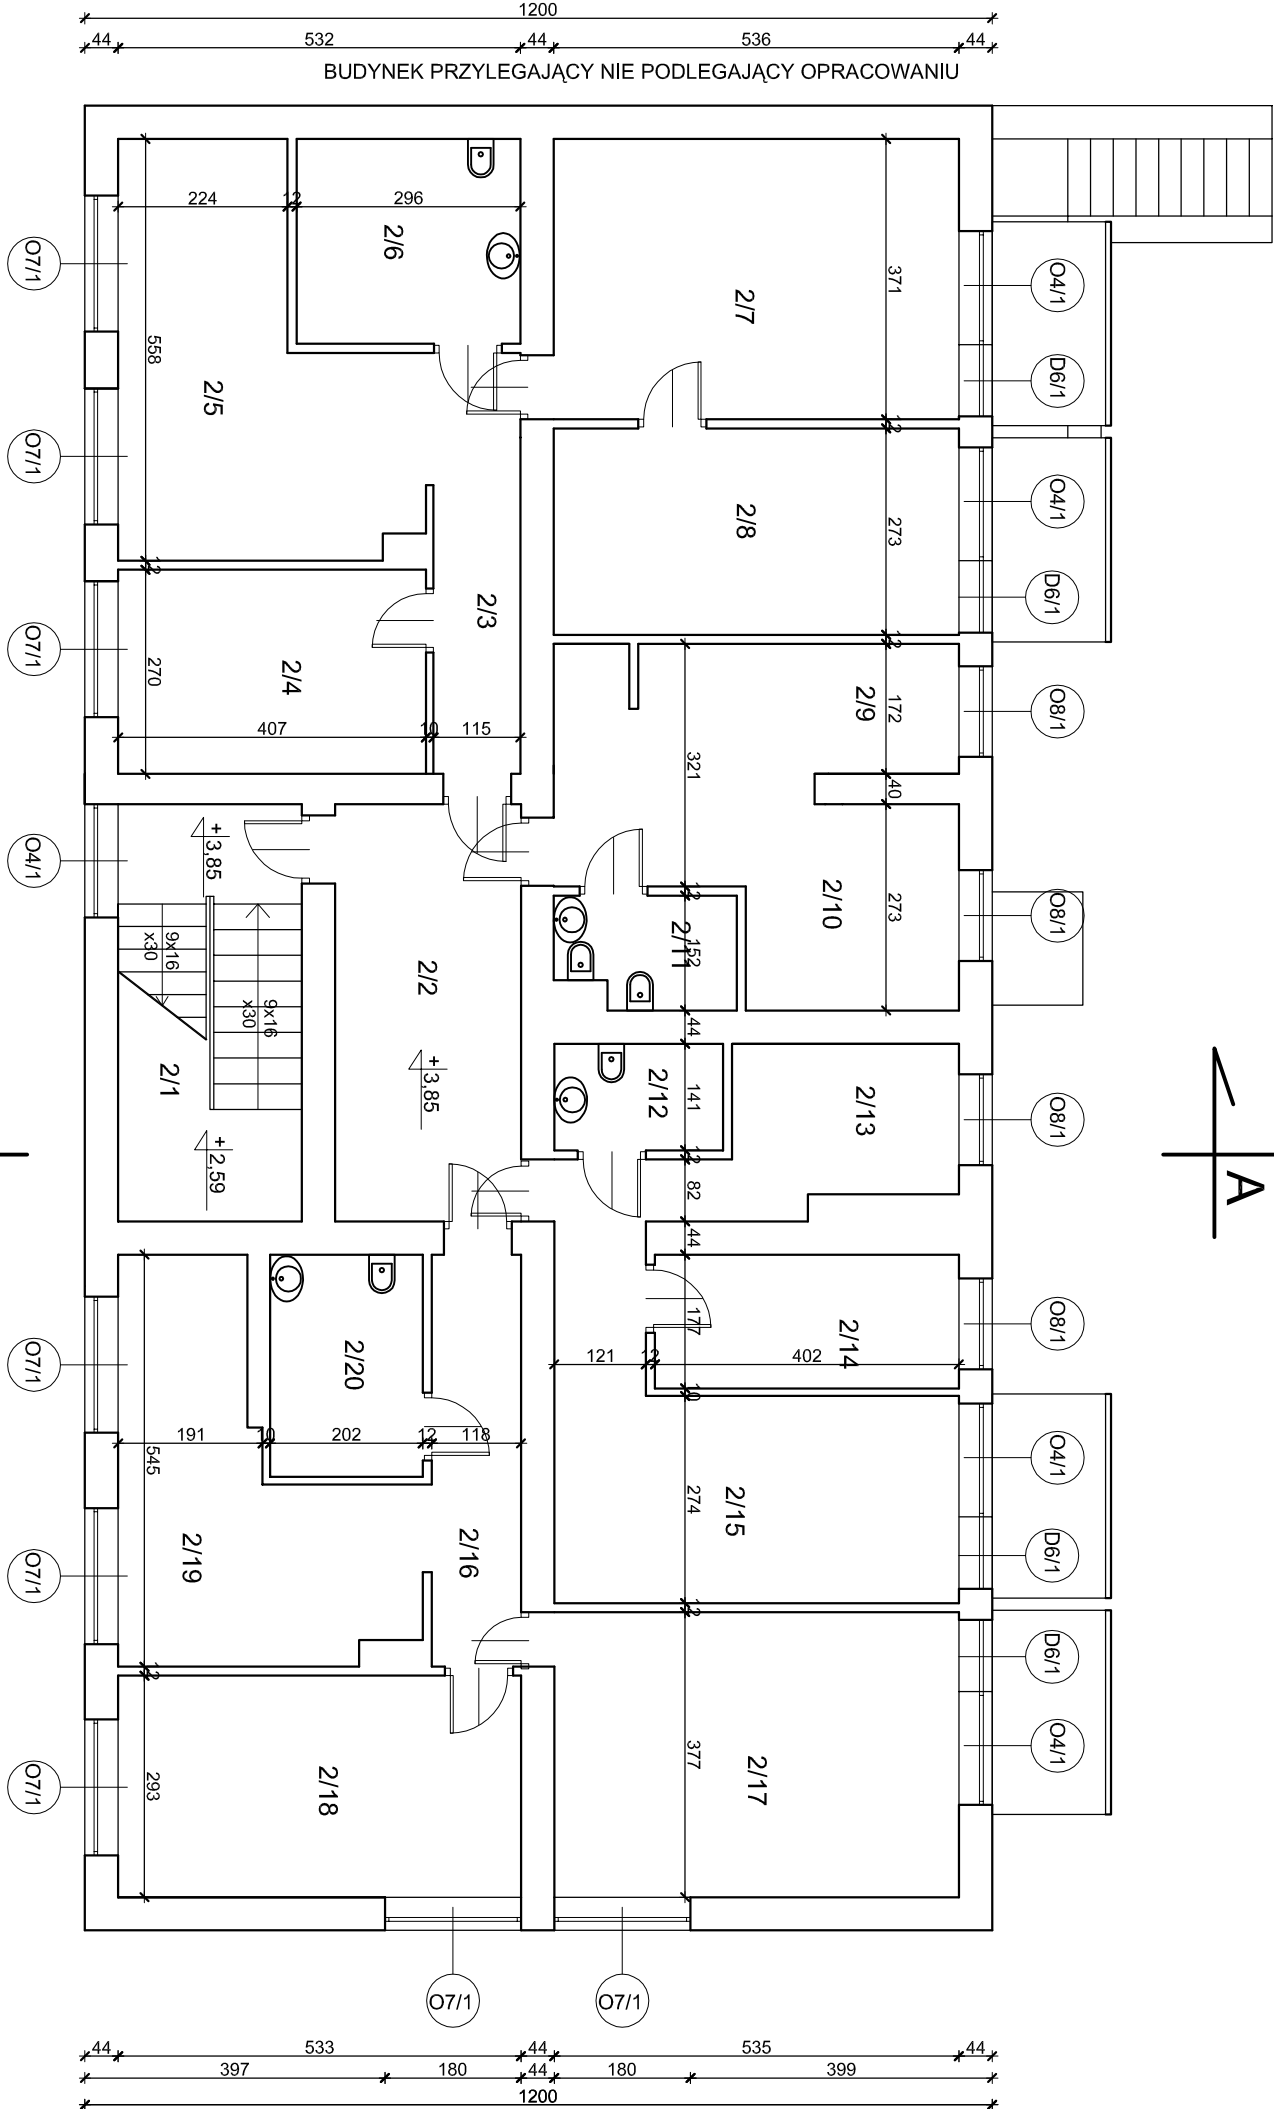 1200
44 532 44 536 44
BUDYNEK PRZYLEGAJĄCY NIE PODLEGAJĄCY OPRACOWANIU
224 12 296
2/6
371
2/7
O7/1
O4/1
558
D6/1
2/5
12
O7/1
O4/1
2/8
273
12
D6/1
2/3
12
O7/1
270
2/4
2/9
172
O8/1
407 10 115
321
40
+3,85
O4/1
12
2/10
273
O8/1
9x16
x30
2/11
152
2/2
9x16
x30
44
2/1
+3,85
2/12
141
2/13
O8/1
A
+2,59
12
82
44
177
2/14
O8/1
O7/1
2/20
121 12 402
10
191 10 202 12 118
545
O4/1
274
2/15
2/16
2/19
D6/1
O7/1
12
12
D6/1
377
O4/1
2/17
O7/1
293
2/18
O7/1
O7/1
44 533 44 535 44
397 180 44 180 399
1200